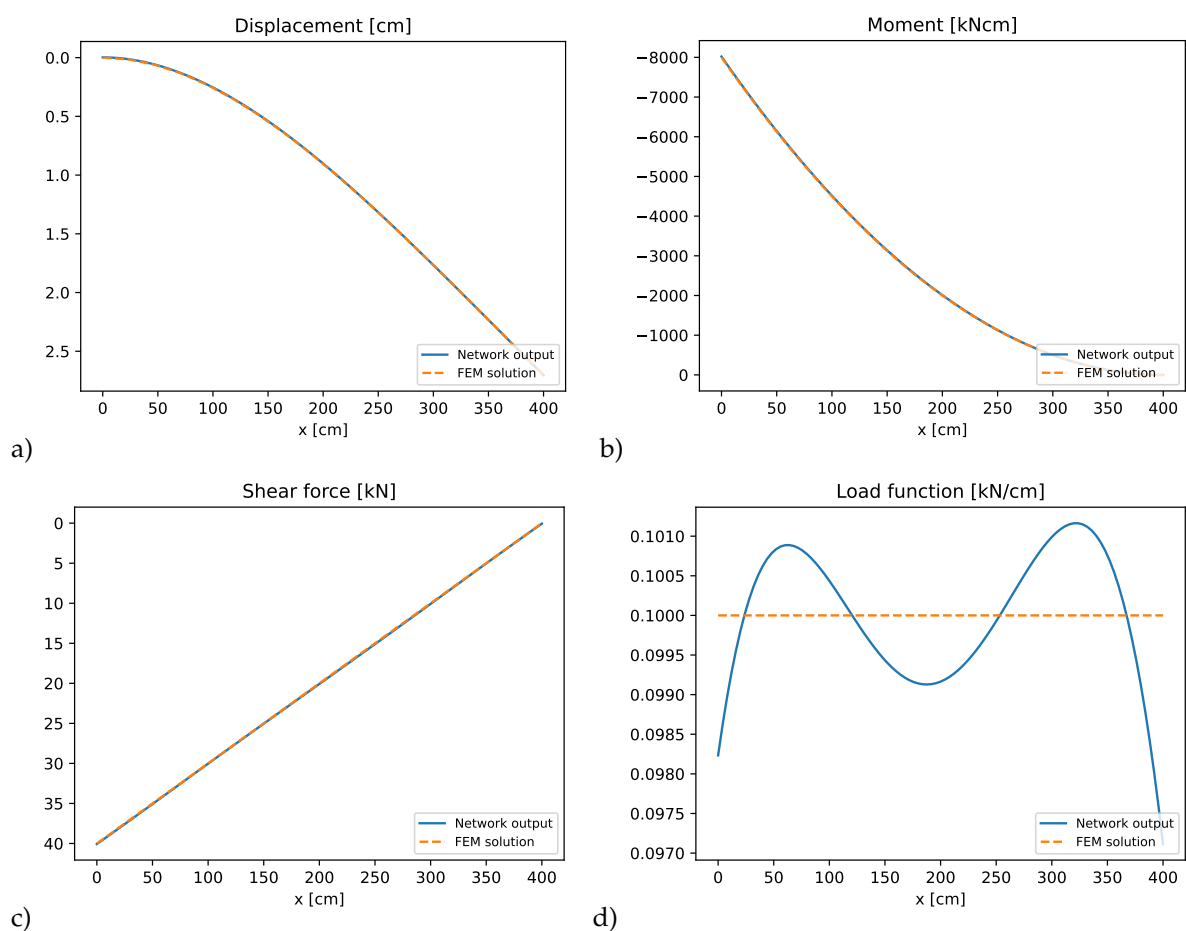 Displacement [cm]
0.0
0.5
1.0
1.5
2.0
2.5
Network output
FEM solution
0 50 100 150 200 250 300 350 400
x [cm]
a)
Moment [kNcm]
−8000
−7000
−6000
−5000
−4000
−3000
−2000
−1000
0
Network output
FEM solution
0 50 100 150 200 250 300 350 400
x [cm]
b)
Shear force [kN]
0
5
10
15
20
25
30
35
40
Network output
FEM solution
0 50 100 150 200 250 300 350 400
x [cm]
c)
Load function [kN/cm]
0.1010
0.1005
0.1000
0.0995
0.0990
0.0985
0.0980
0.0975
0.0970
Network output
FEM solution
0 50 100 150 200 250 300 350 400
x [cm]
d)